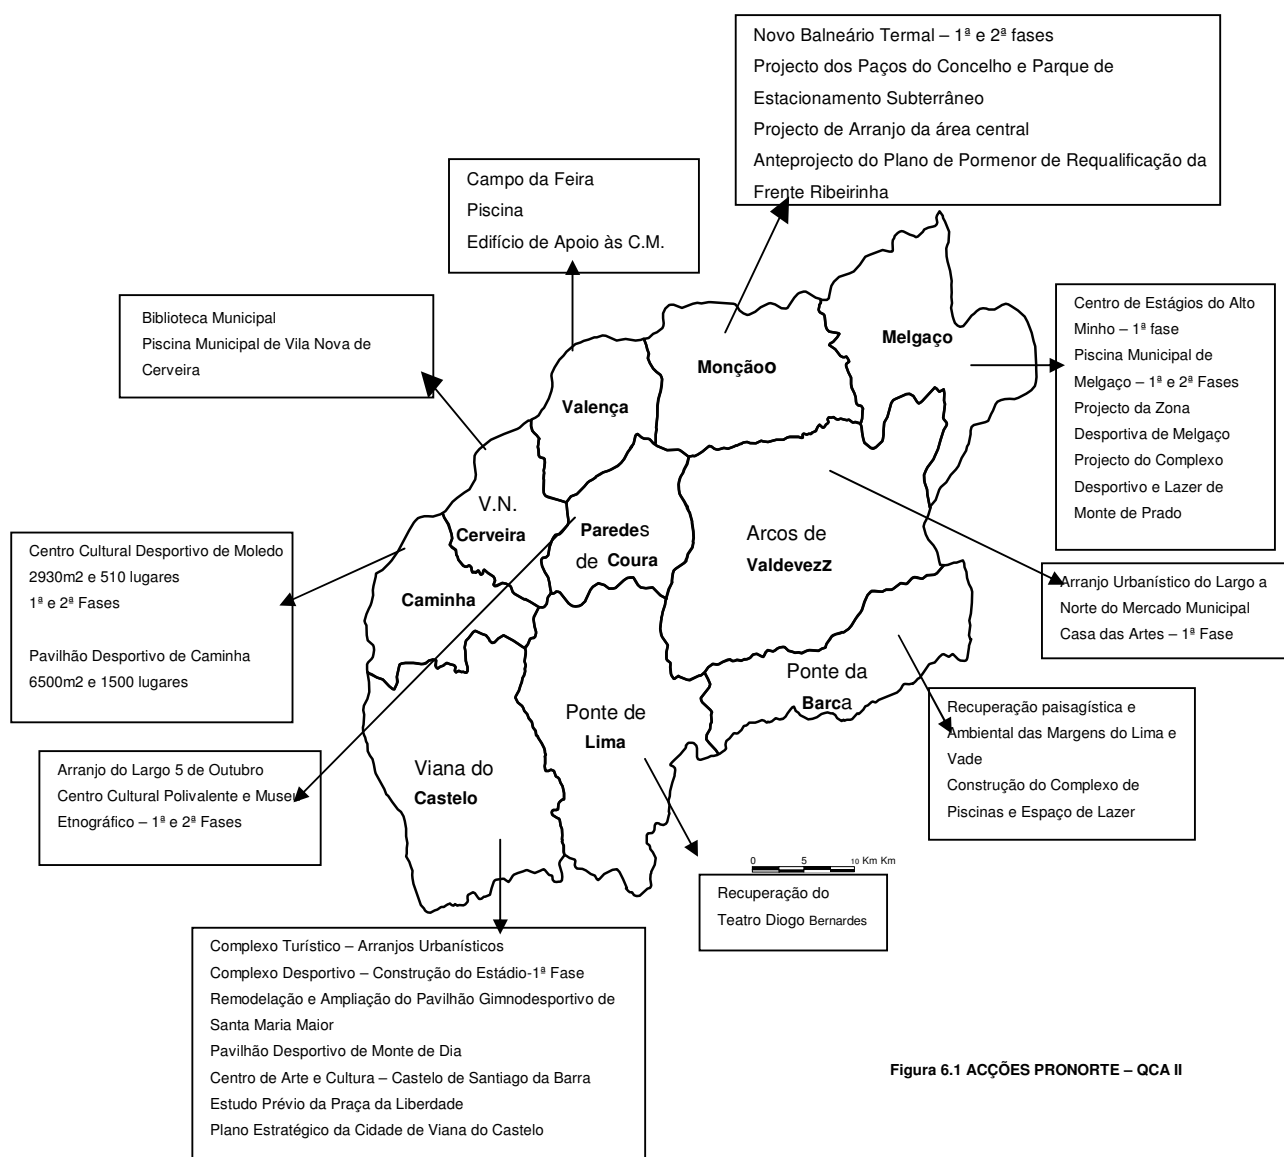 Novo Balneário Termal – 1ª e 2ª fases
Projecto dos Paços do Concelho e Parque de
Estacionamento Subterrâneo
Projecto de Arranjo da área central
Anteprojecto do Plano de Pormenor de Requalificação da
Frente Ribeirinha
Campo da Feira
Piscina
Edifício de Apoio às C.M.
Biblioteca Municipal
Piscina Municipal de Vila Nova de
Cerveira
Centro de Estágios do Alto
Minho – 1ª fase
Piscina Municipal de
Melgaço – 1ª e 2ª Fases
Projecto da Zona
Desportiva de Melgaço
Projecto do Complexo
Desportivo e Lazer de
Monte de Prado
Melgaço
Monçãoo
Valença
V.N.
Cerveira
Paredes
de Coura
Arcos de
Valdevezz
Caminha
Ponte da
Barca
Ponte de
Lima
Viana do
Castelo
Centro Cultural Desportivo de Moledo
2930m2 e 510 lugares
1ª e 2ª Fases
Pavilhão Desportivo de Caminha
6500m2 e 1500 lugares
Arranjo Urbanístico do Largo a
Norte do Mercado Municipal
Casa das Artes – 1ª Fase
Recuperação paisagística e
Ambiental das Margens do Lima e
Vade
Construção do Complexo de
Piscinas e Espaço de Lazer
Arranjo do Largo 5 de Outubro
Centro Cultural Polivalente e Museu
Etnográfico – 1ª e 2ª Fases
0 5 10 Km Km
Recuperação do
Teatro Diogo Bernardes
Complexo Turístico – Arranjos Urbanísticos
Complexo Desportivo – Construção do Estádio-1ª Fase
Remodelação e Ampliação do Pavilhão Gimnodesportivo de
Santa Maria Maior
Pavilhão Desportivo de Monte de Dia
Centro de Arte e Cultura – Castelo de Santiago da Barra
Estudo Prévio da Praça da Liberdade
Plano Estratégico da Cidade de Viana do Castelo
Figura 6.1 ACÇÕES PRONORTE – QCA II